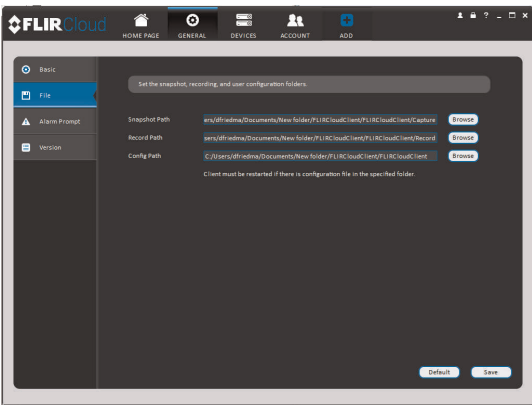 FLIR Cloud
HOME PAGE GENERAL DEVICES ACCOUNT ADD
?
Basic
Set the snapshot, recording, and user configuration folders.
File
Snapshot Path ers/dfriedma/Documents/New folder/FLIRCloudClient/FLIRCloudClient/Capture Browse
Alarm Prompt
Record Path sers/dfriedma/Documents/New folder/FLIRCloudClient/FLIRCloudClient/Record Browse
Version
Config Path C:/Users/dfriedma/Documents/New folder/FLIRCloudClient/FLIRCloudClient Browse
Client must be restarted if there is configuration file in the specified folder.
Default Save